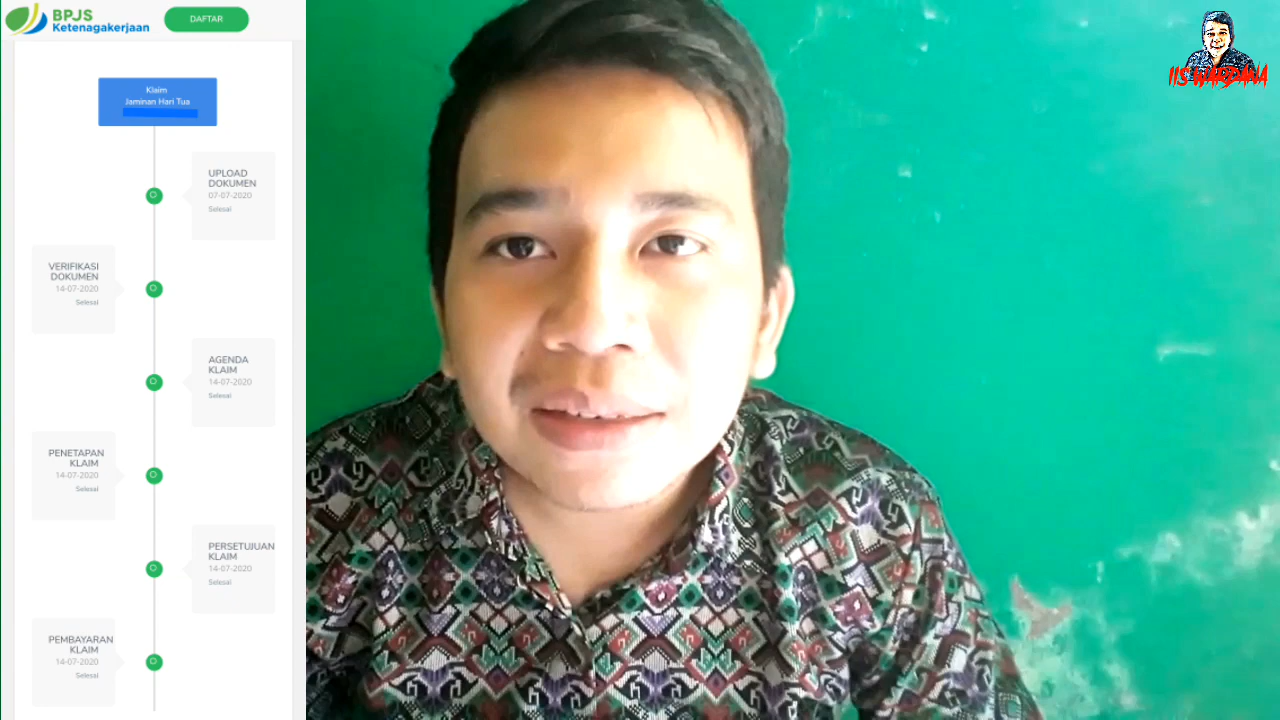 BPJS
Ketenagakerjaan
DAFTAR
Klaim
Jaminan Hari Tua
UPLOAD
DOKUMEN
07-07-2020
Selesai
VERIFIKASI
DOKUMEN
14-07-2020
Selesai
AGENDA
KLAIM
14-07-2020
Selesai
PENETAPAN
KLAIM
14-07-2020
Selesai
PERSETUJUAN
KLAIM
14-07-2020
Selesai
PEMBAYARAN
KLAIM
14-07-2020
Selesai
IIS WARDANA